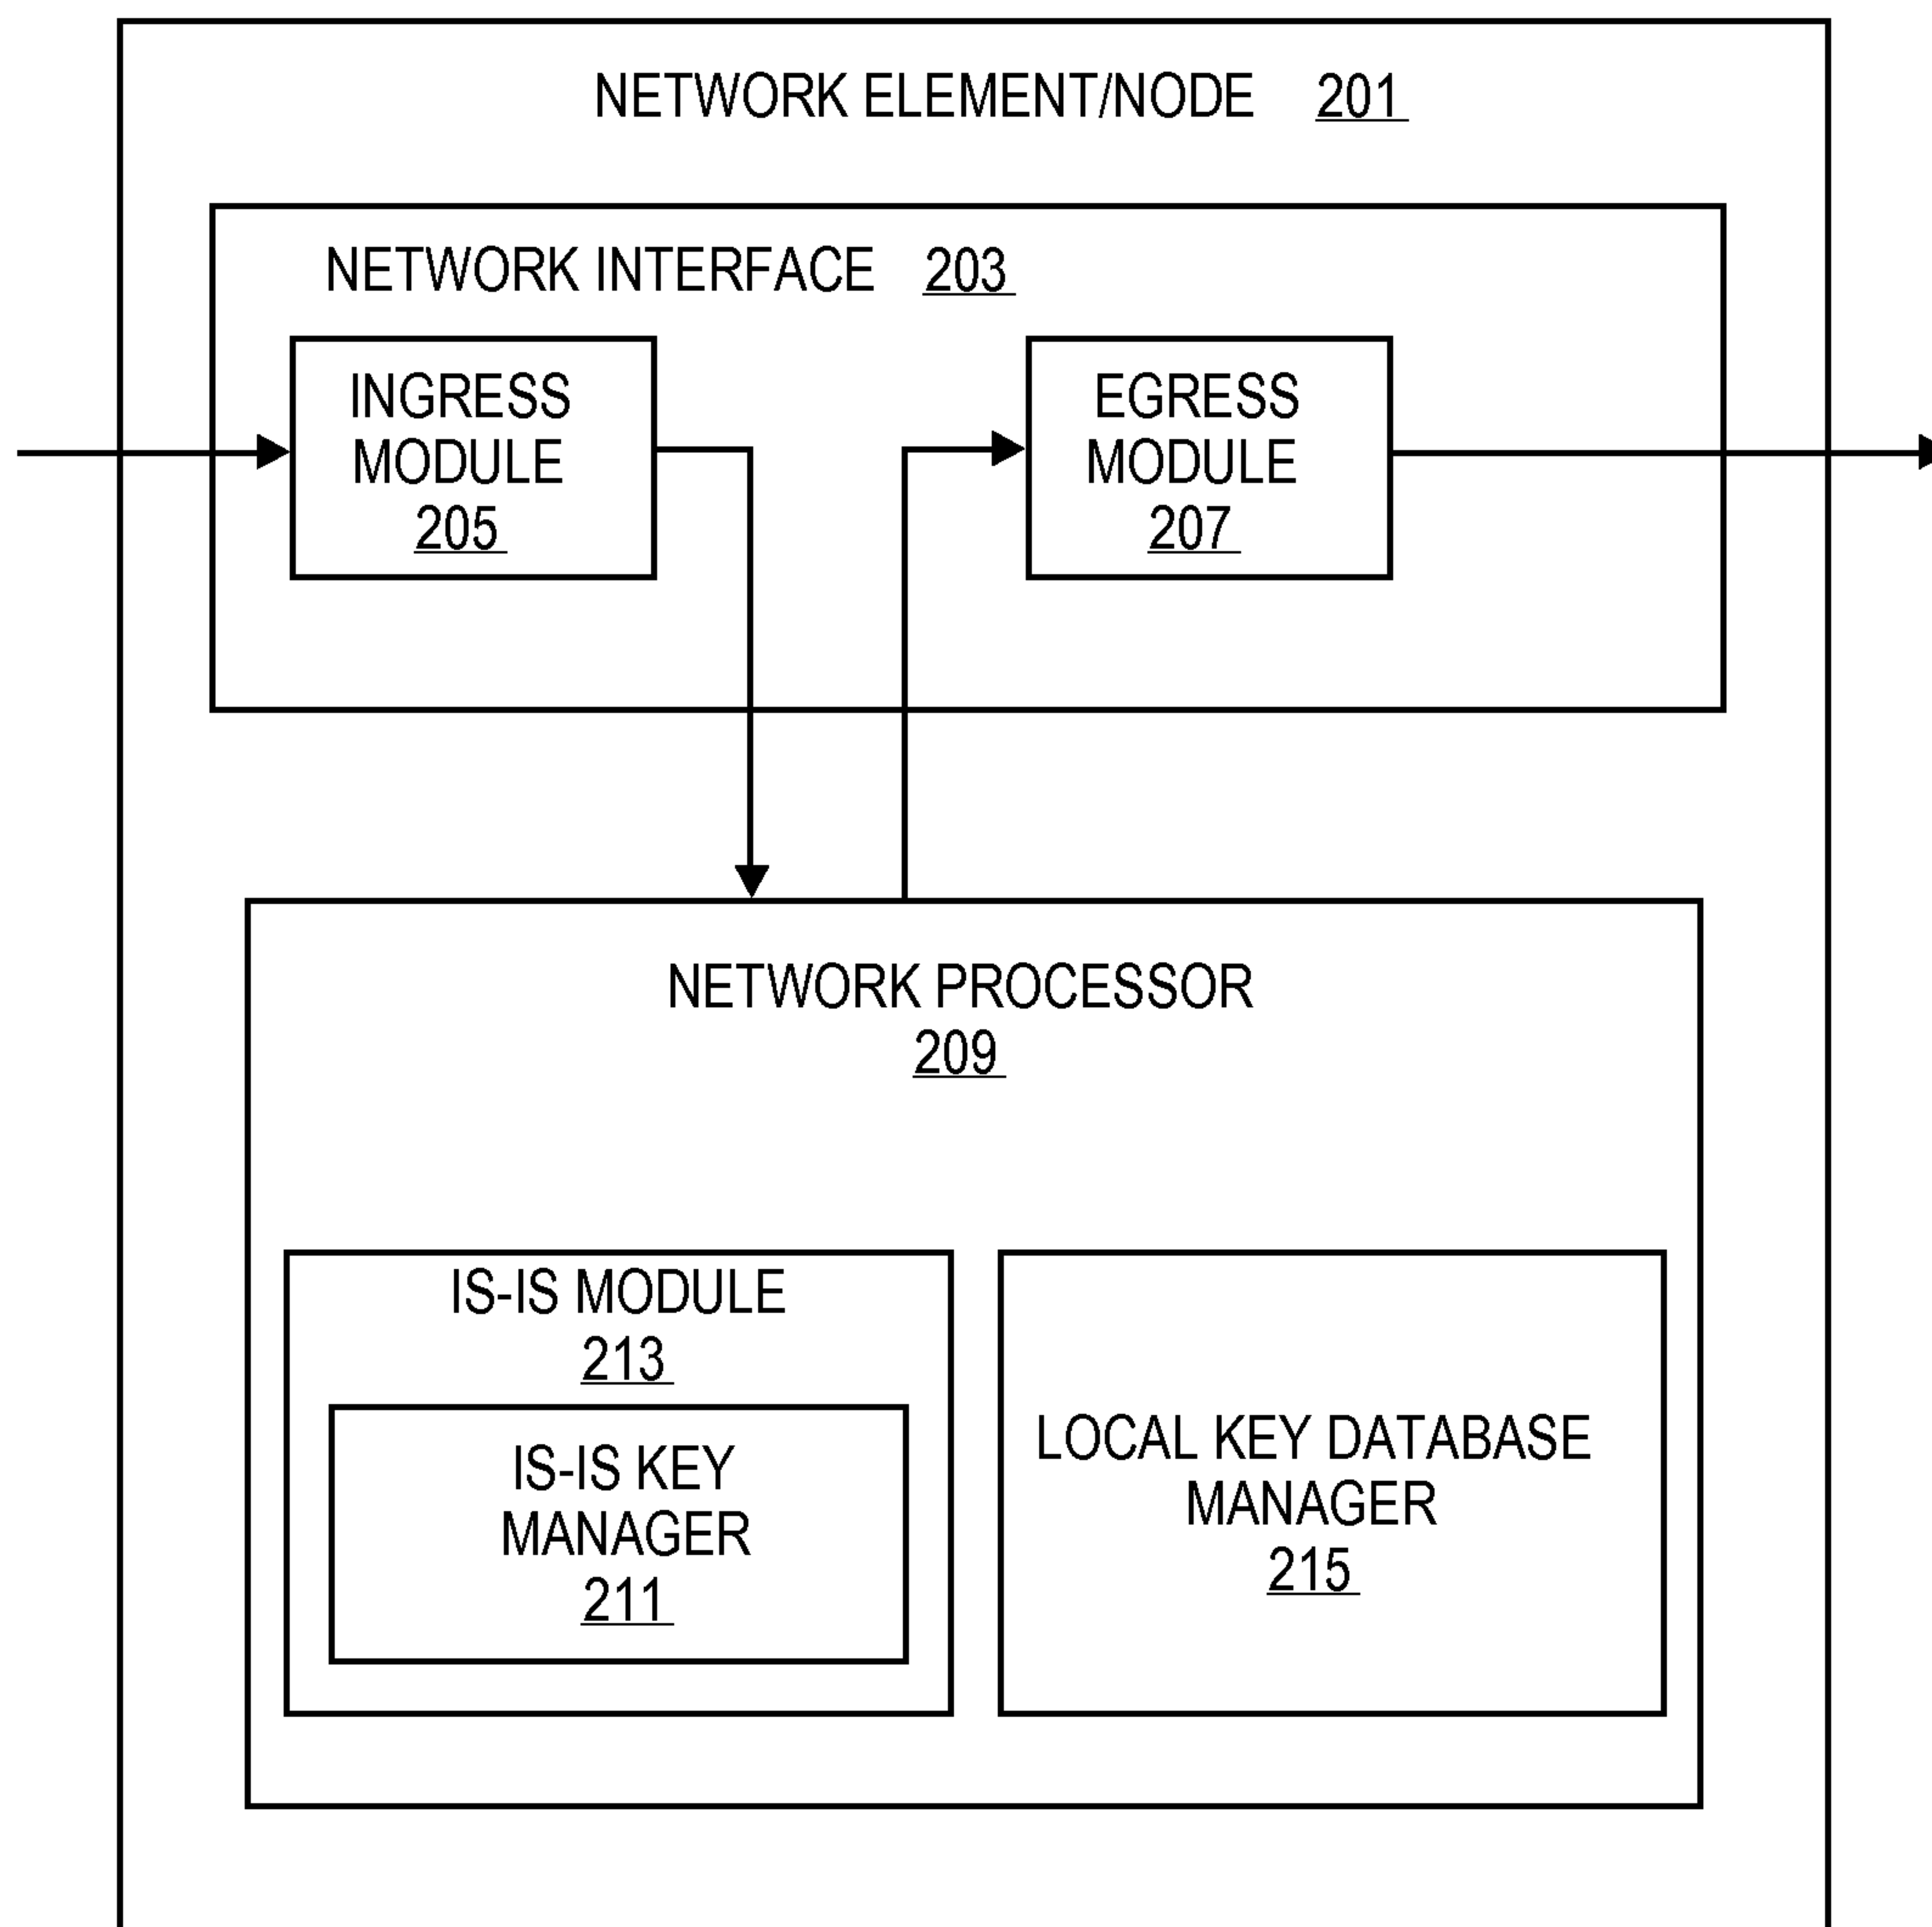 NETWORK ELEMENT/NODE 201
NETWORK INTERFACE 203
INGRESS
MODULE
205
EGRESS
MODULE
207
NETWORK PROCESSOR
209
IS-IS MODULE
213
IS-IS KEY
MANAGER
211
LOCAL KEY DATABASE
MANAGER
215